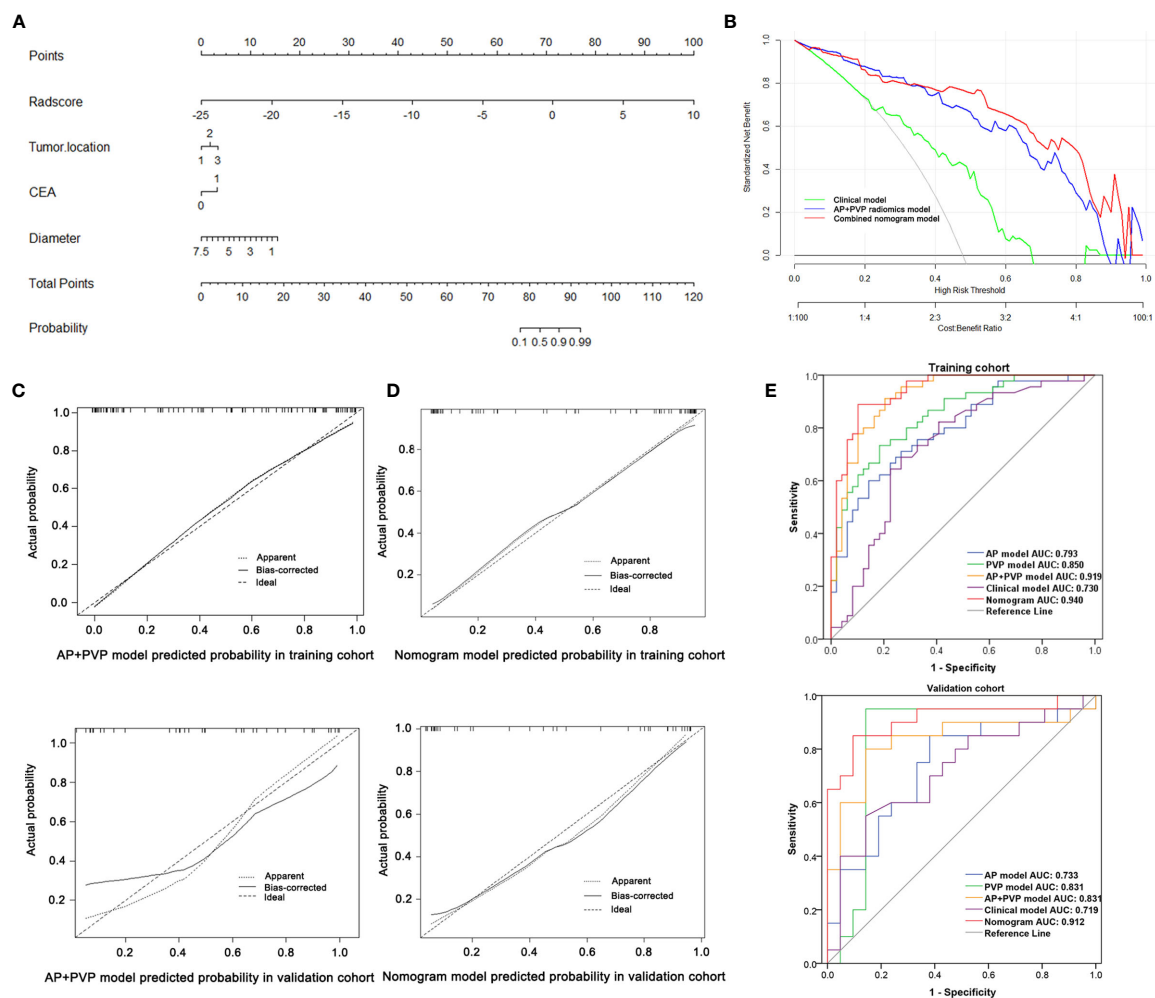 A
Points
0 10 20 30 40 50 60 70 80 90 100
Radscore
-25 -20 -15 -10 -5 0 5 10
Tumor.location
2
1 3
CEA
1
0
Diameter
7.5 5 3 1
Total Points
0 10 20 30 40 50 60 70 80 90 100 110 120
Probability
0.1 0.5 0.9 0.99
B
Standardized Net Benefit
1.0
0.8
0.6
0.4
0.2
0.0
Clinical model
AP+PVP radiomics model
Combined nomogram model
0.0 0.2 0.4 0.6 0.8 1.0
High Risk Threshold
1:100 1:4 2:3 3:2 4:1 100:1
Cost:Benefit Ratio
C
Actual probability
1.0
0.8
0.6
0.4
0.2
0.0
Apparent
Bias-corrected
Ideal
0.0 0.2 0.4 0.6 0.8 1.0
AP+PVP model predicted probability in training cohort
Actual probability
1.0
0.8
0.6
0.4
0.2
Apparent
Bias-corrected
Ideal
0.2 0.4 0.6 0.8 1.0
AP+PVP model predicted probability in validation cohort
D
Actual probability
0.8
0.6
0.4
0.2
Apparent
Bias-corrected
Ideal
0.2 0.4 0.6 0.8
Nomogram model predicted probability in training cohort
Actual probability
1.0
0.8
0.6
0.4
0.2
Apparent
Bias-corrected
Ideal
0.2 0.4 0.6 0.8 1.0
Nomogram model predicted probability in validation cohort
E
Training cohort
Sensitivity
1.0
0.8
0.6
0.4
0.2
0.0
AP model AUC: 0.793
PVP model AUC: 0.850
AP+PVP model AUC: 0.919
Clinical model AUC: 0.730
Nomogram AUC: 0.940
Reference Line
0.0 0.2 0.4 0.6 0.8 1.0
1 - Specificity
Validation cohort
Sensitivity
1.0
0.8
0.6
0.4
0.2
0.0
AP model AUC: 0.733
PVP model AUC: 0.831
AP+PVP model AUC: 0.831
Clinical model AUC: 0.719
Nomogram AUC: 0.912
Reference Line
0.0 0.2 0.4 0.6 0.8 1.0
1 - Specificity